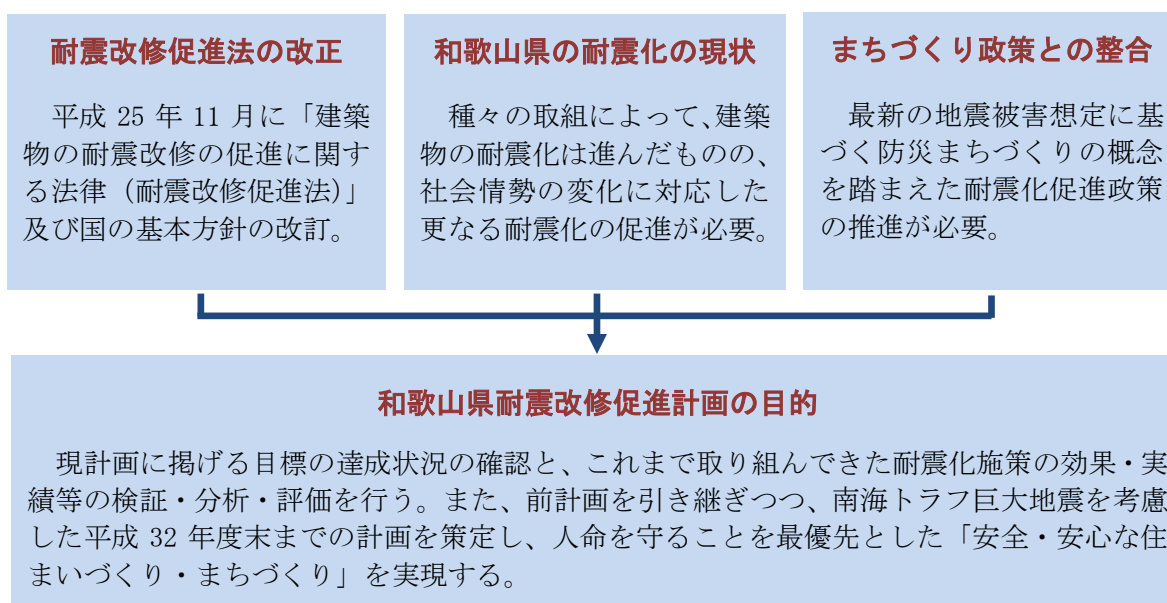 耐震改修促進法の改正
平成 25 年 11 月に「建築
物の耐震改修の促進に関す
る法律（耐震改修促進法）」
及び国の基本方針の改訂。
和歌山県の耐震化の現状
種々の取組によって、建築
物の耐震化は進んだものの、
社会情勢の変化に対応した
更なる耐震化の促進が必要。
まちづくり政策との整合
最新の地震被害想定に基
づく防災まちづくりの概念
を踏まえた耐震化促進政策
の推進が必要。
和歌山県耐震改修促進計画の目的
現計画に掲げる目標の達成状況の確認と、これまで取り組んできた耐震化施策の効果・実
績等の検証・分析・評価を行う。また、前計画を引き継ぎつつ、南海トラフ巨大地震を考慮
した平成 32 年度末までの計画を策定し、人命を守ることを最優先とした「安全・安心な住
まいづくり・まちづくり」を実現する。